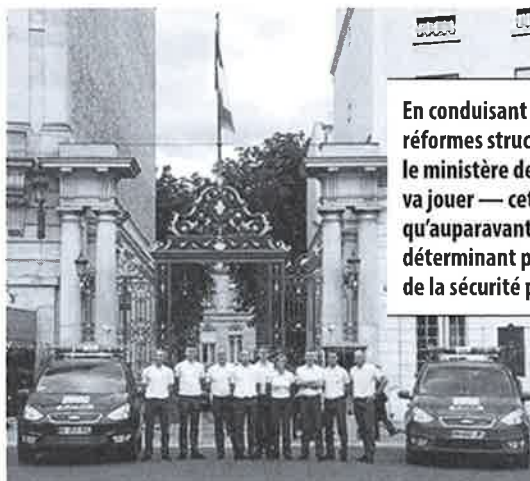 En conduisant
réformes struc
le ministère de
va jouer — cet
qu'auparavant
déterminant p
de la sécurité p